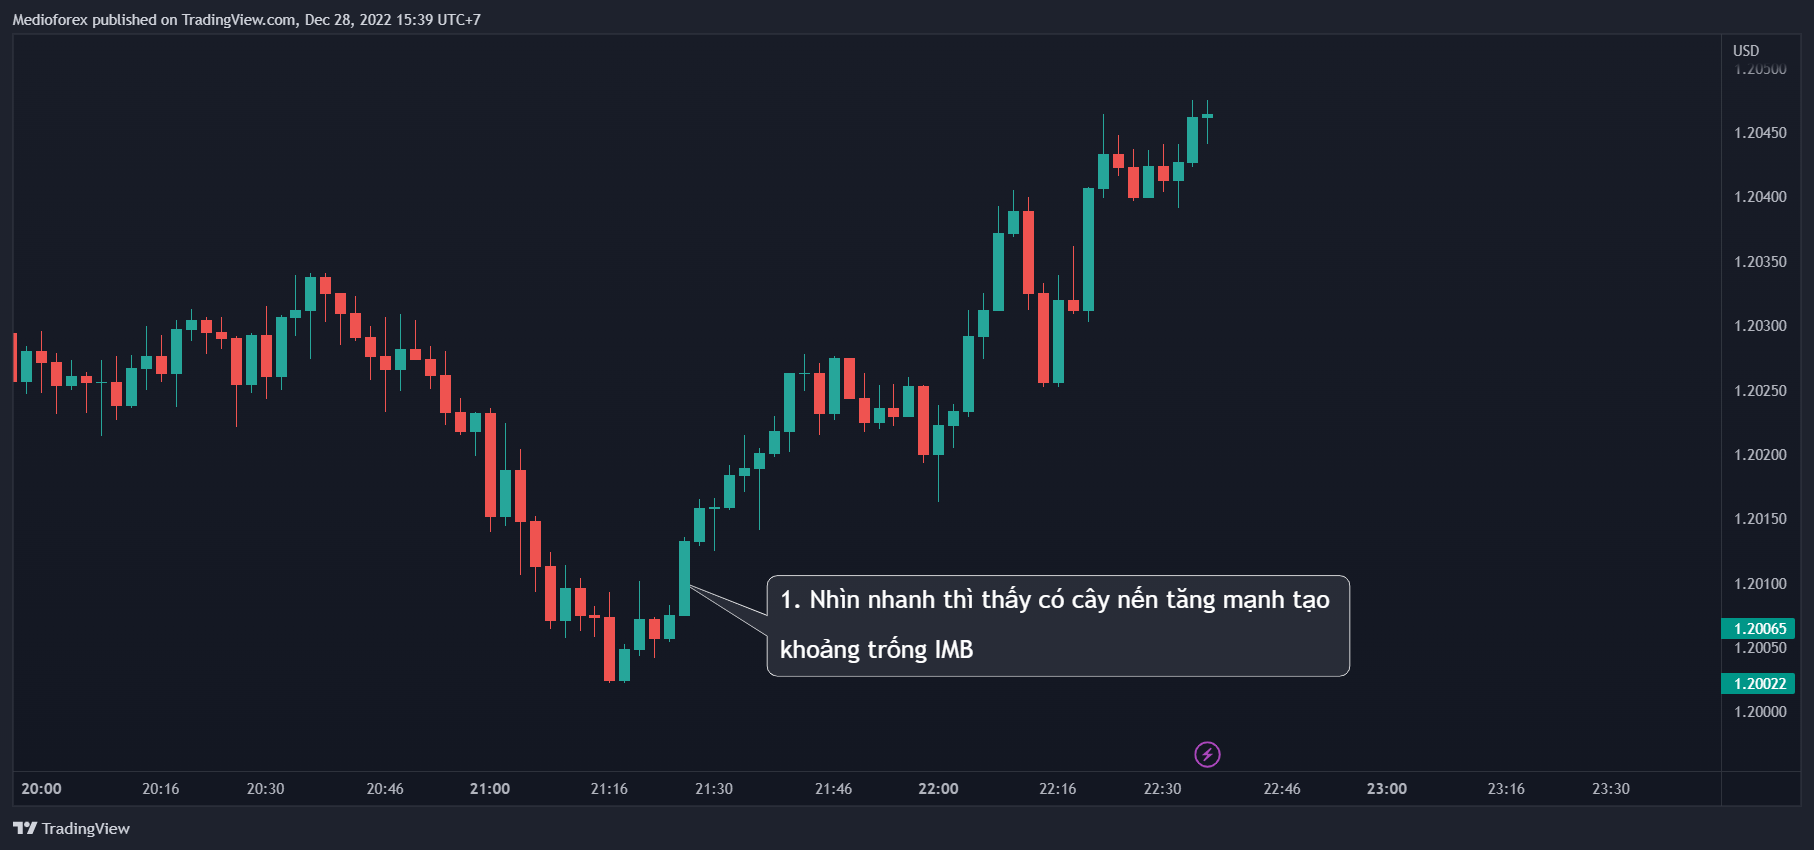 Medioforex published on TradingView.com, Dec 28, 2022 15:39 UTC+7
USD
1.20500
1.20450
1.20400
1.20350
1.20300
1.20250
1.20200
1.20150
1.20100
1. Nhìn nhanh thì thấy có cây nến tăng mạnh tạo
khoảng trống IMB
1.20065
1.20050
1.20022
1.20000
20:00 20:16 20:30 20:46 21:00 21:16 21:30 21:46 22:00 22:16 22:30 22:46 23:00 23:16 23:30
TradingView